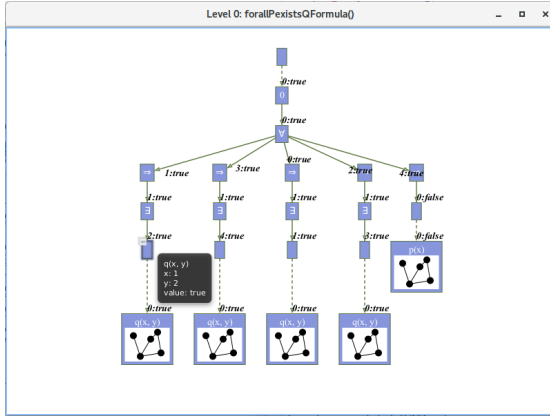 Level 0: forallPexistsQFormula()
0:true
()
0:true
∀
⇒ 1:true ⇒ 3:true ⇒ 0:true ⇒ 2:true ⇒ 4:true
1:true 1:true 1:true 1:true 0:false
∃ ∃ ∃ ∃
2:true 4:true 1:true 3:true 0:false
p(x)
q(x, y)
x: 1
y: 2
value: true
0:true 0:true 0:true 0:true
q(x, y) q(x, y) q(x, y) q(x, y)